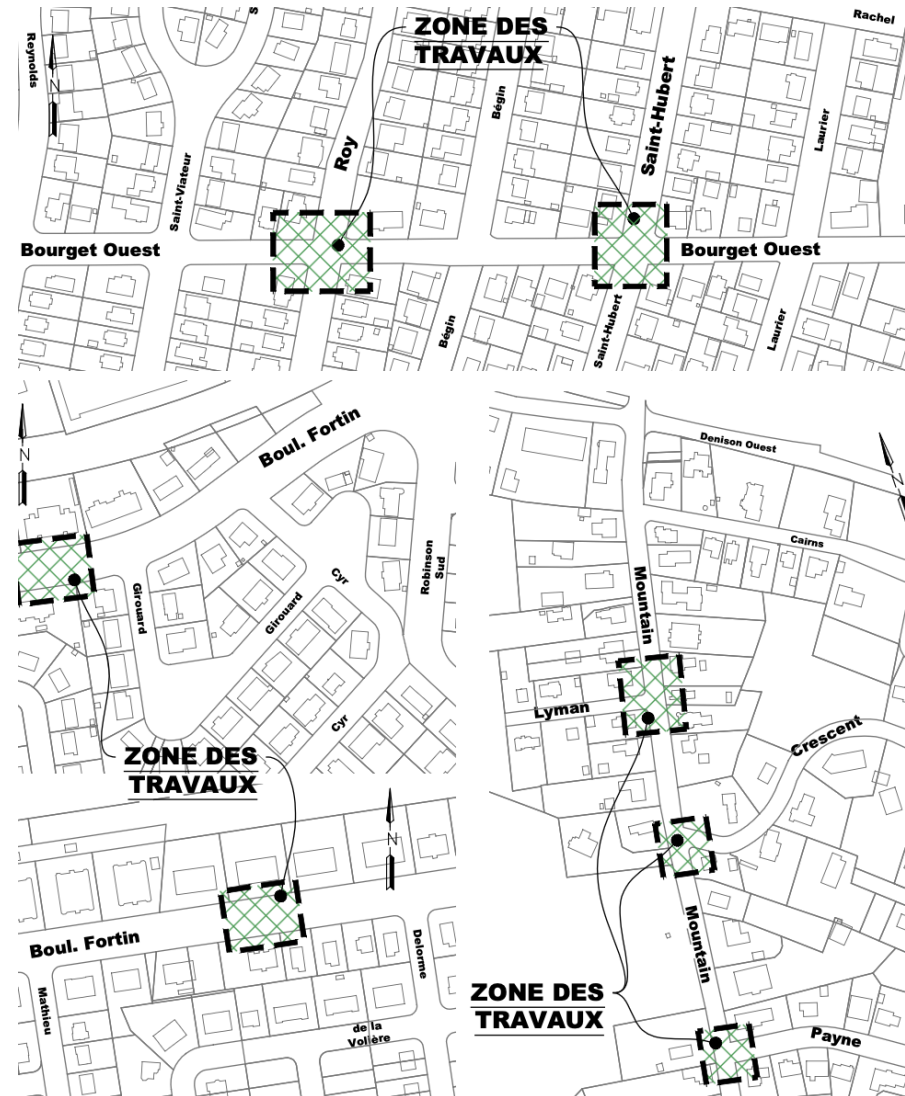 ZONE DES
TRAVAUX
Rachel
Reynolds
N
Bégin
Saint-Hubert
Laurier
Roy
Saint-Viateur
Bourget Ouest
Bourget Ouest
Bégin
Saint-Hubert
Laurier
Boul. Fortin
N
Girouard
Girouard
Cyr
Robinson
Sud
Cyr
ZONE DES
TRAVAUX
N
Boul. Fortin
Delorme
Mathieu
de la
Volière
Denison Ouest
N
Cairns
Mountain
Lyman
Crescent
Mountain
ZONE DES
TRAVAUX
Payne